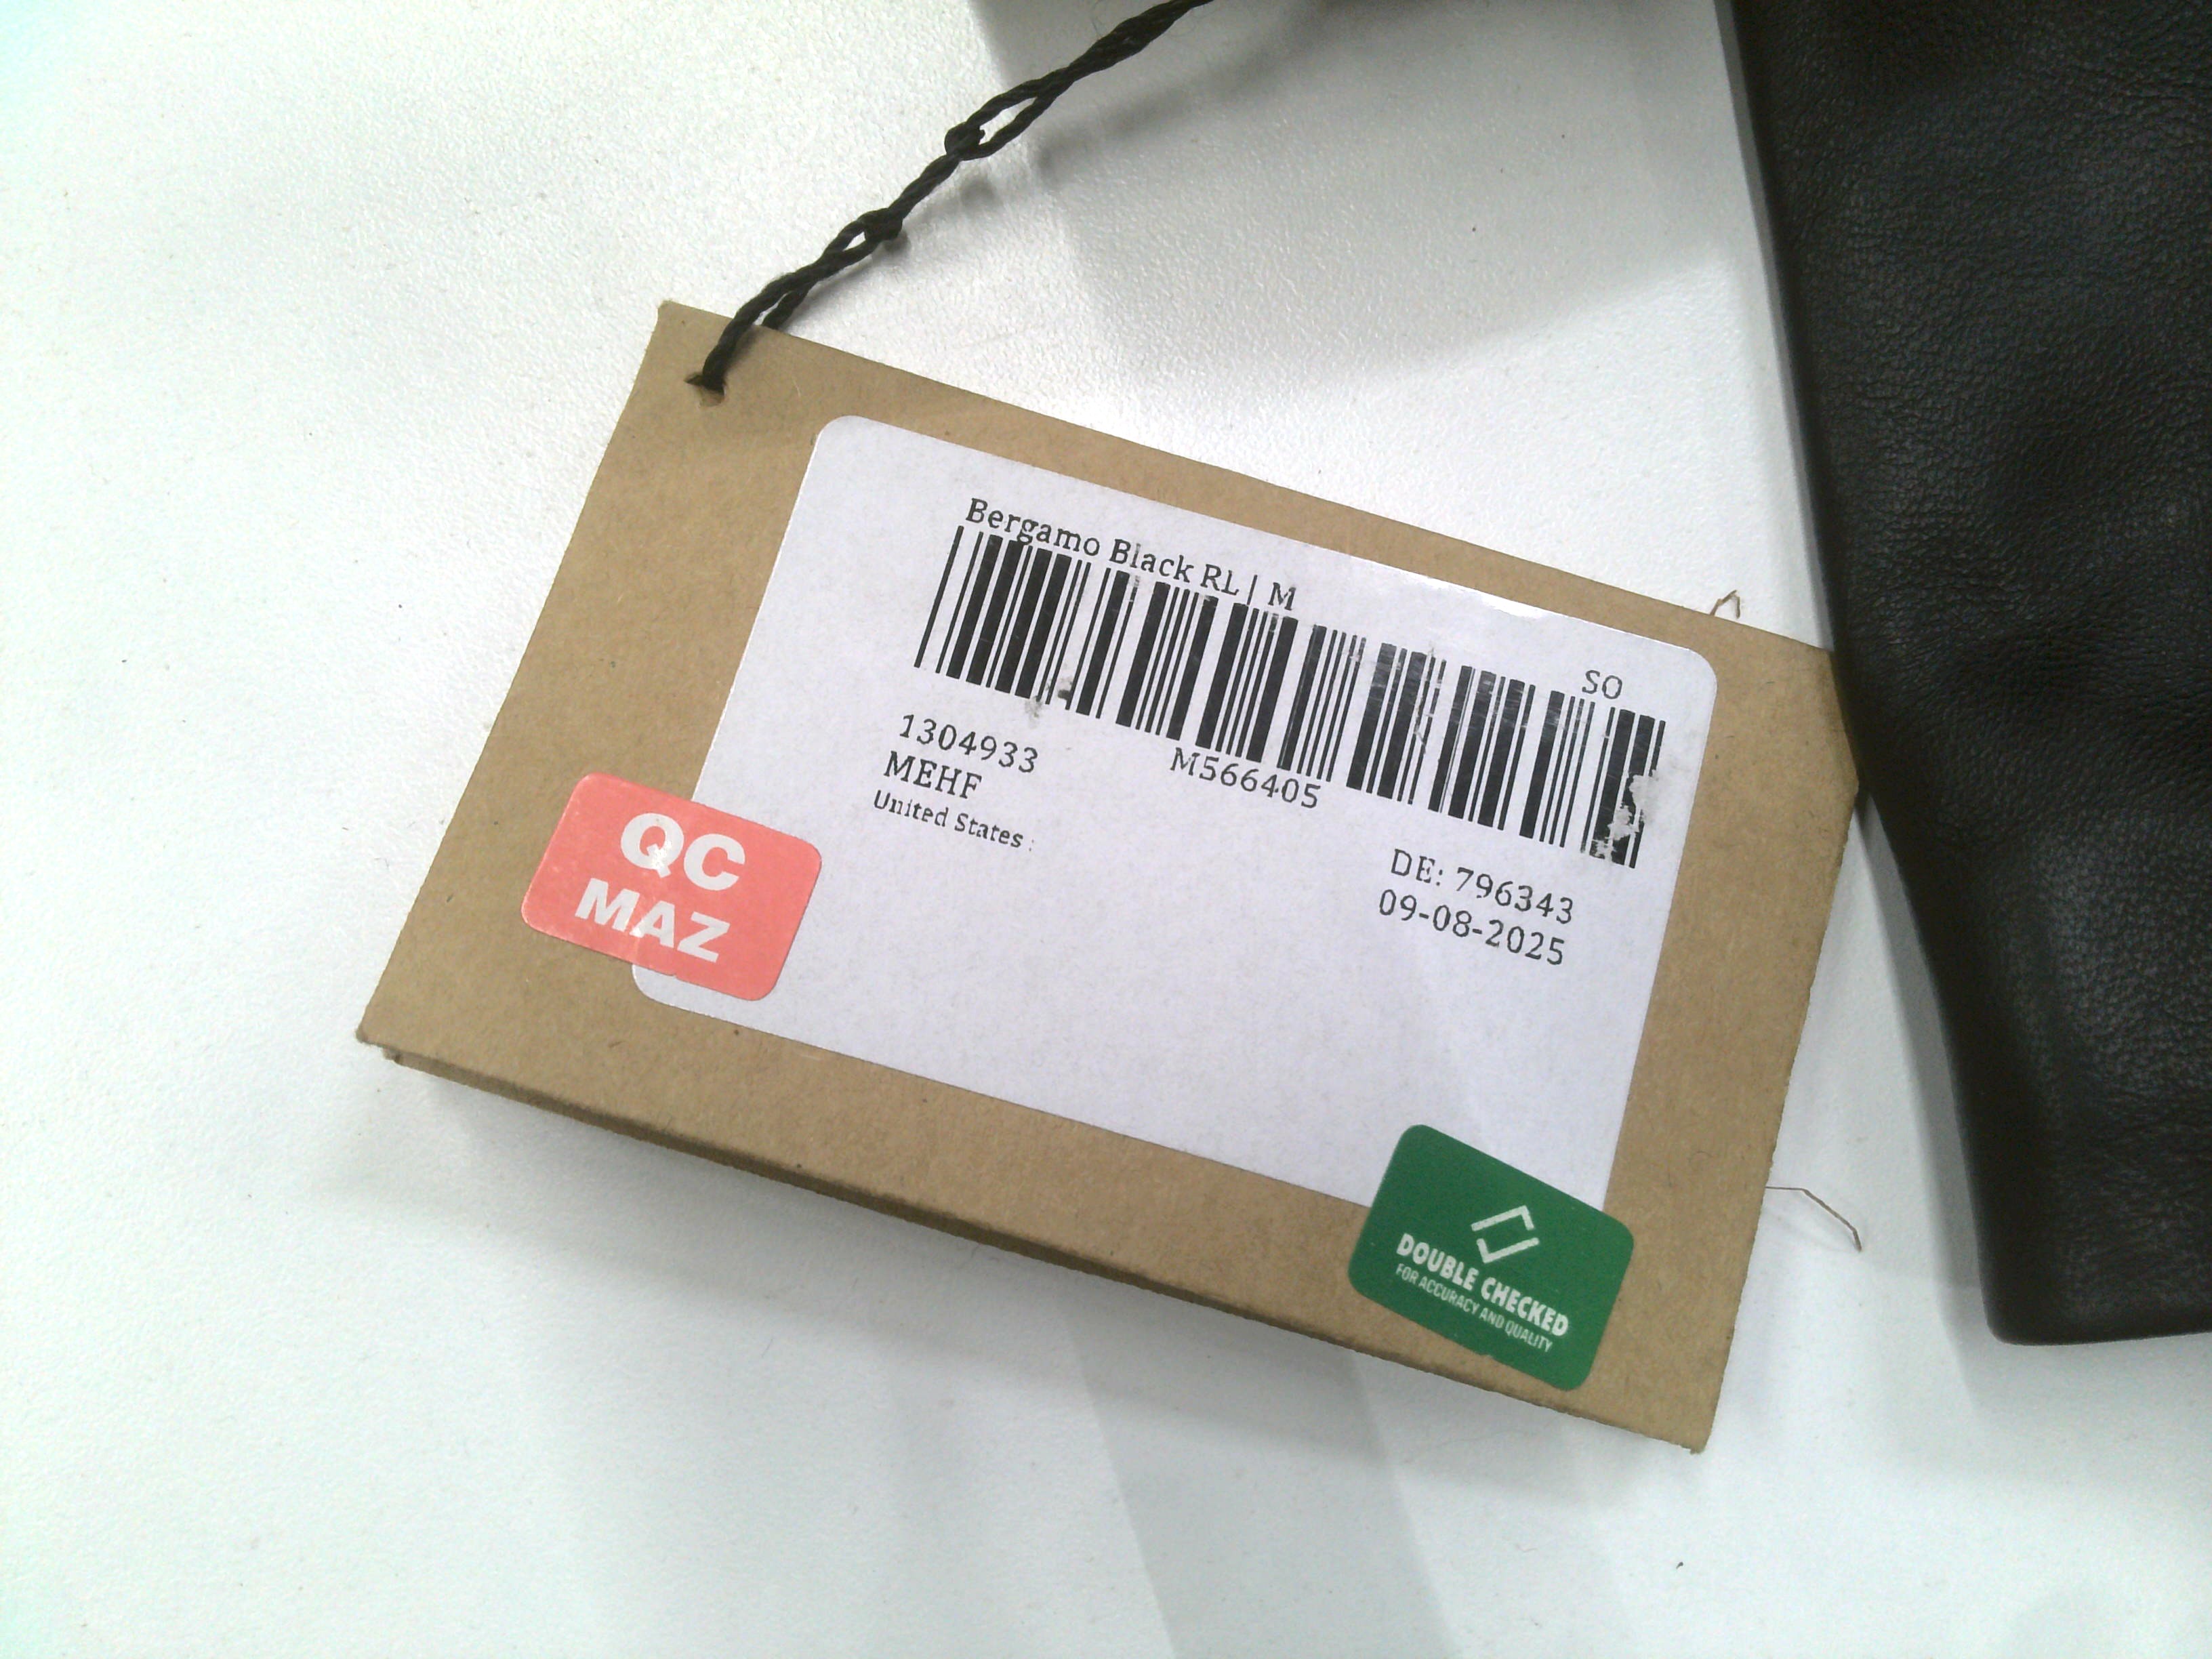 Bergamo Black RL | M
SO
1304933
M566405
MEHF
United States :
DE: 796343
09-08-2025
QC
MAZ
DOUBLE CHECKED
FOR ACCURACY AND QUALITY